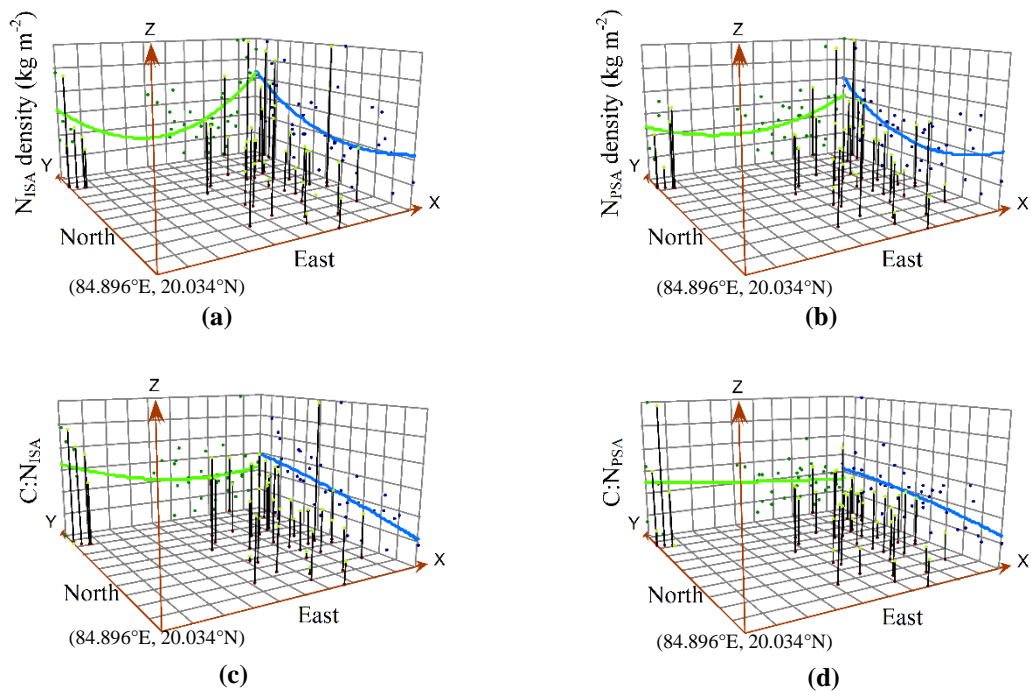 Z
N_ISA density (kg m⁻²)
Y
X
North
East
(84.896°E, 20.034°N)
(a)
Z
N_PSA density (kg m⁻²)
Y
X
North
East
(84.896°E, 20.034°N)
(b)
Z
C:N_ISA
Y
X
North
East
(84.896°E, 20.034°N)
(c)
Z
C:N_PSA
Y
X
North
East
(84.896°E, 20.034°N)
(d)